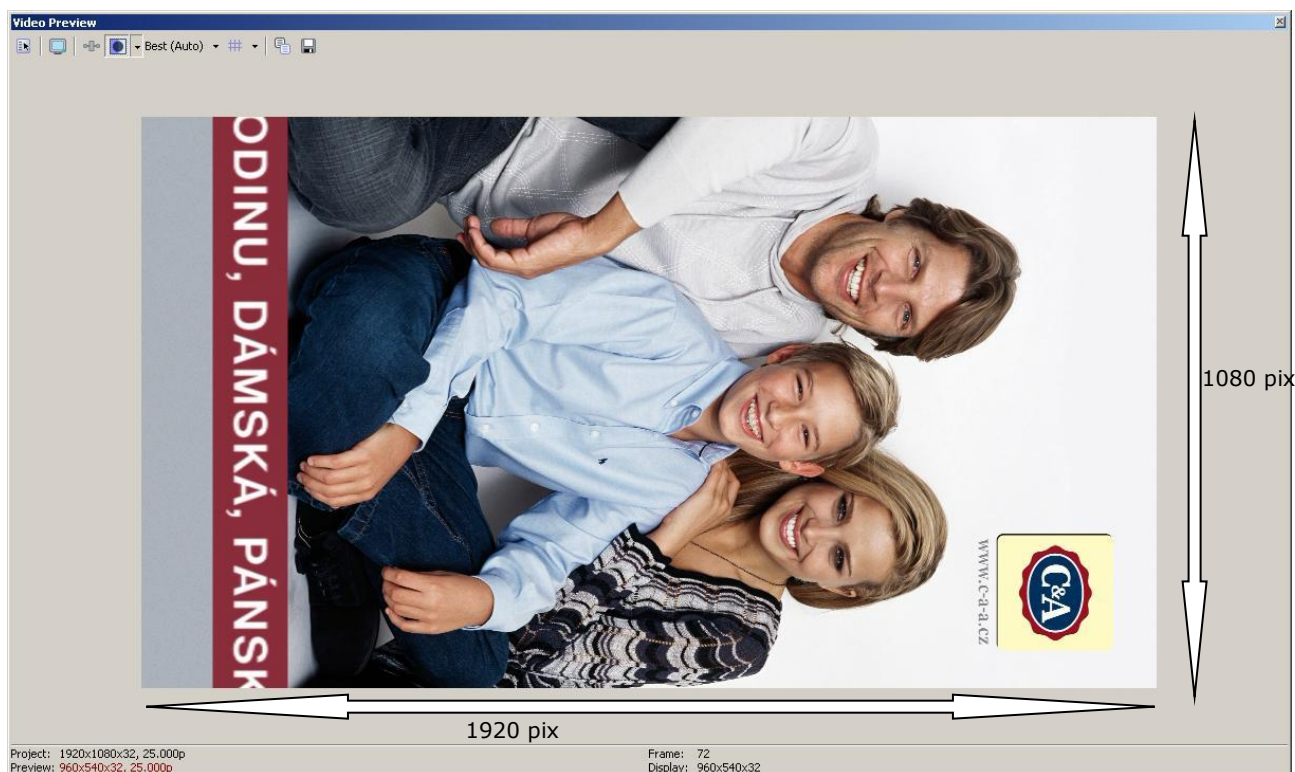 Video Preview
Best (Auto)
ODINU, DÁMSKÁ, PÁNSK
www.c-a-a.cz
C&A
1080 pix
1920 pix
Project: 1920x1080x32, 25.000p
Frame: 72
Preview: 960x540x32, 25.000p
Display: 960x540x32